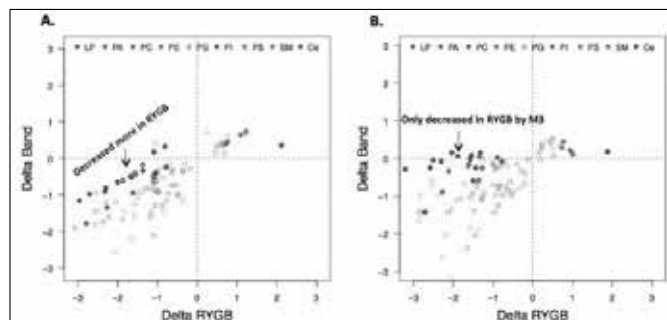 A.
LP PA PC PE PG PI PS SM Ce
Decreased more in RYGB
Delta Band
3
2
1
0
-1
-2
-3
-3 -2 -1 0 1 2 3
Delta RYGB
B.
LP PA PC PE PG PI PS SM Ce
Only decreased in RYGB by M3
Delta Band
3
2
1
0
-1
-2
-3
-3 -2 -1 0 1 2 3
Delta RYGB